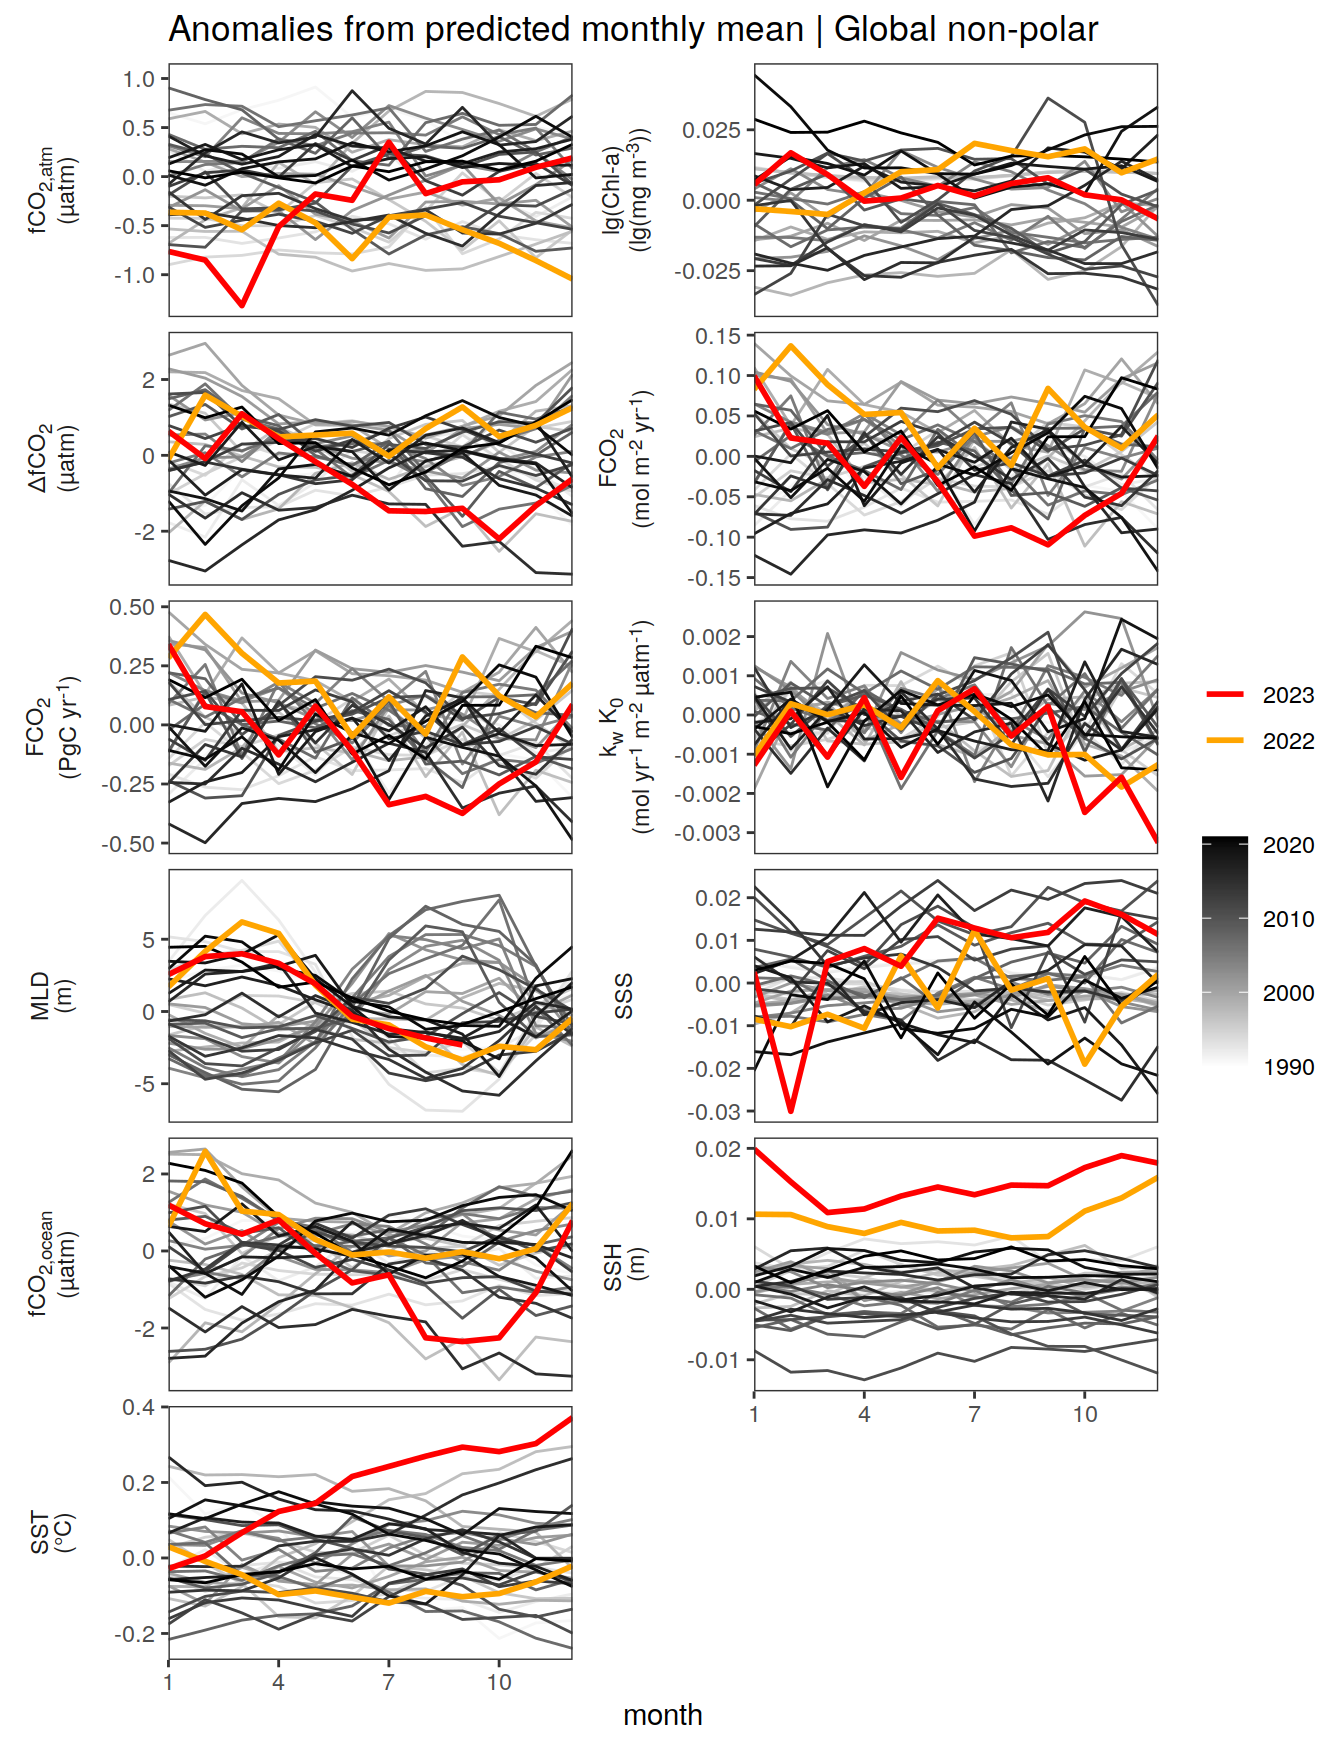 Anomalies from predicted monthly mean | Global non-polar
fCO2,atm
(µatm)
1.0
0.5
0.0
-0.5
-1.0
lg(Chl-a)
(lg(mg m-3))
0.025
0.000
-0.025
ΔfCO2
(µatm)
2
0
-2
FCO2
(mol m-2 yr-1)
0.15
0.10
0.05
0.00
-0.05
-0.10
-0.15
FCO2
(PgC yr-1)
0.50
0.25
0.00
-0.25
-0.50
kw K0
(mol yr-1 m-2 µatm-1)
0.002
0.001
0.000
-0.001
-0.002
-0.003
MLD
(m)
5
0
-5
SSS
0.02
0.01
0.00
-0.01
-0.02
-0.03
fCO2,ocean
(µatm)
2
0
-2
SSH
(m)
0.02
0.01
0.00
-0.01
1
4
7
10
SST
(°C)
0.4
0.2
0.0
-0.2
1
4
7
10
month
2023
2022
2020
2010
2000
1990